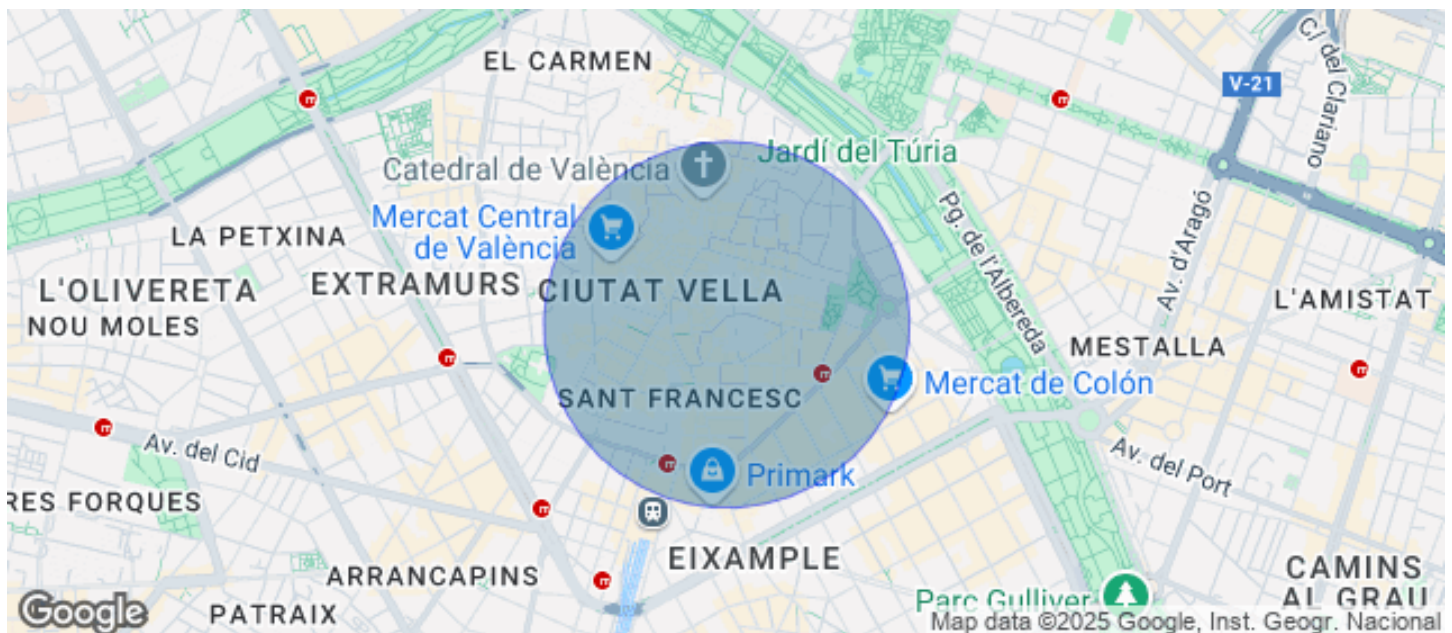 EL CARMEN
C/ del Clariano
V-21
Catedral de València
Jardí del Túria
Mercat Central
de València
Pg. de l'Albereda
Av. d'Aragó
LA PETXINA
L'OLIVERETA
EXTRAMURS
CIUTAT VELLA
L'AMISTAT
NOU MOLES
MESTALLA
SANT FRANCESC
Mercat de Colón
Av. del Cid
Av. del Port
Primark
RES FORQUES
EIXAMPLE
ARRANCAPINS
CAMINS
AL GRAU
Parc Gulliver
PATRAIX
Google
Map data ©2025 Google, Inst. Geogr. Nacional